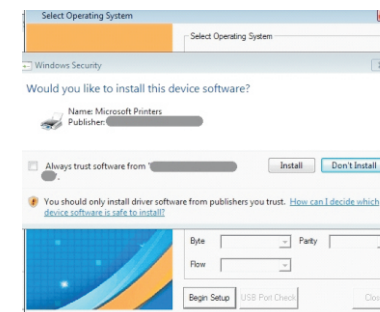 Select Operating System
Select Operating System
Windows Security
Would you like to install this device software?
Name: Microsoft Printers
Publisher:
Always trust software from "
".
Install
Don't Install
You should only install driver software from publishers you trust. How can I decide which
device software is safe to install?
Byte
Parity
Flow
Begin Setup
USB Port Check
Clos